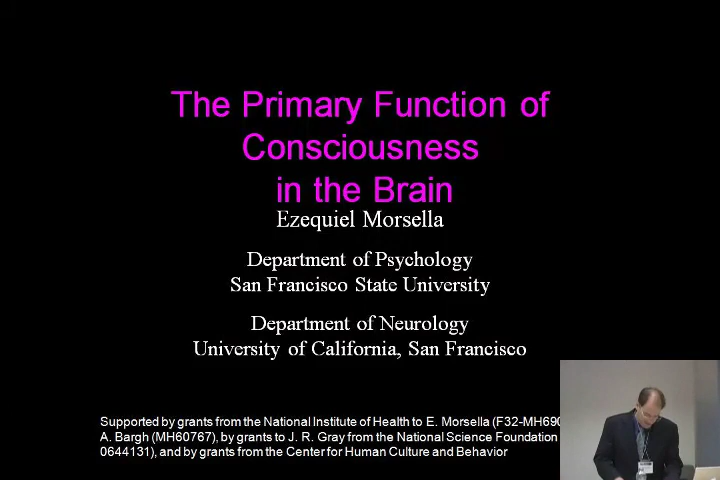 The Primary Function of
Consciousness
in the Brain
Ezequiel Morsella
Department of Psychology
San Francisco State University
Department of Neurology
University of California, San Francisco
Supported by grants from the National Institute of Health to E. Morsella
A. Bargh (MH60767), by grants to J. R. Gray from the National Science Foundation
0644131), and by grants from the Center for Human Culture and Behavior